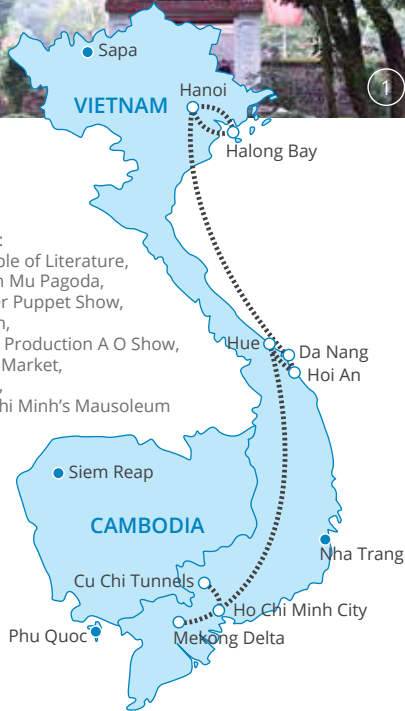 1
Sapa
Hanoi
VIETNAM
Halong Bay
:
ple of Literature,
n Mu Pagoda,
er Puppet Show,
n,
Production A O Show,
Market,
,
hi Minh's Mausoleum
Hue
Da Nang
Hoi An
Siem Reap
CAMBODIA
Nha Trang
Cu Chi Tunnels
Ho Chi Minh City
Phu Quoc
Mekong Delta